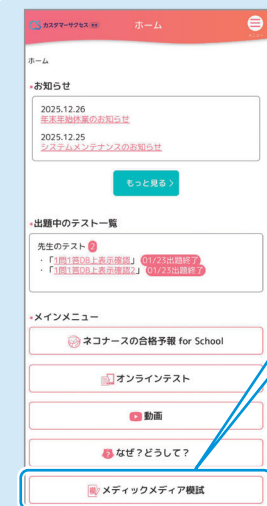 カスタマーサクセス
ホーム
メニュー
ホーム
お知らせ
2025.12.26
年末年始休業のお知らせ
2025.12.25
システムメンテナンスのお知らせ
もっと見る
出題中のテスト一覧
先生のテスト 2
・「1問1答DB上表示確認」 01/23出題終了
・「1問1答DB上表示確認2」 01/23出題終了
メインメニュー
ネコナースの合格予報 for School
オンラインテスト
動画
なぜ?どうして?
メディックメディア模試